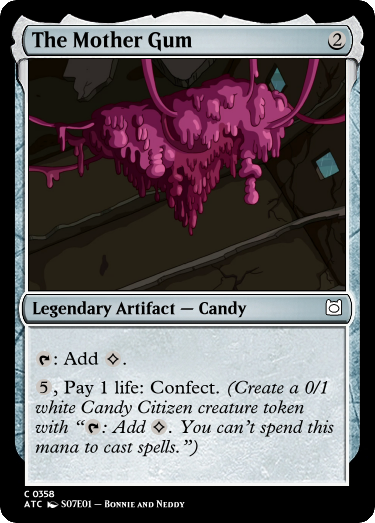 The Mother Gum 2
Legendary Artifact — Candy
: Add .
5, Pay 1 life: Confect. (Create a 0/1
white Candy Citizen creature token
with “: Add . You can’t spend this
mana to cast spells.”)
C 0358
ATC S07E01 – Bonnie and Neddy